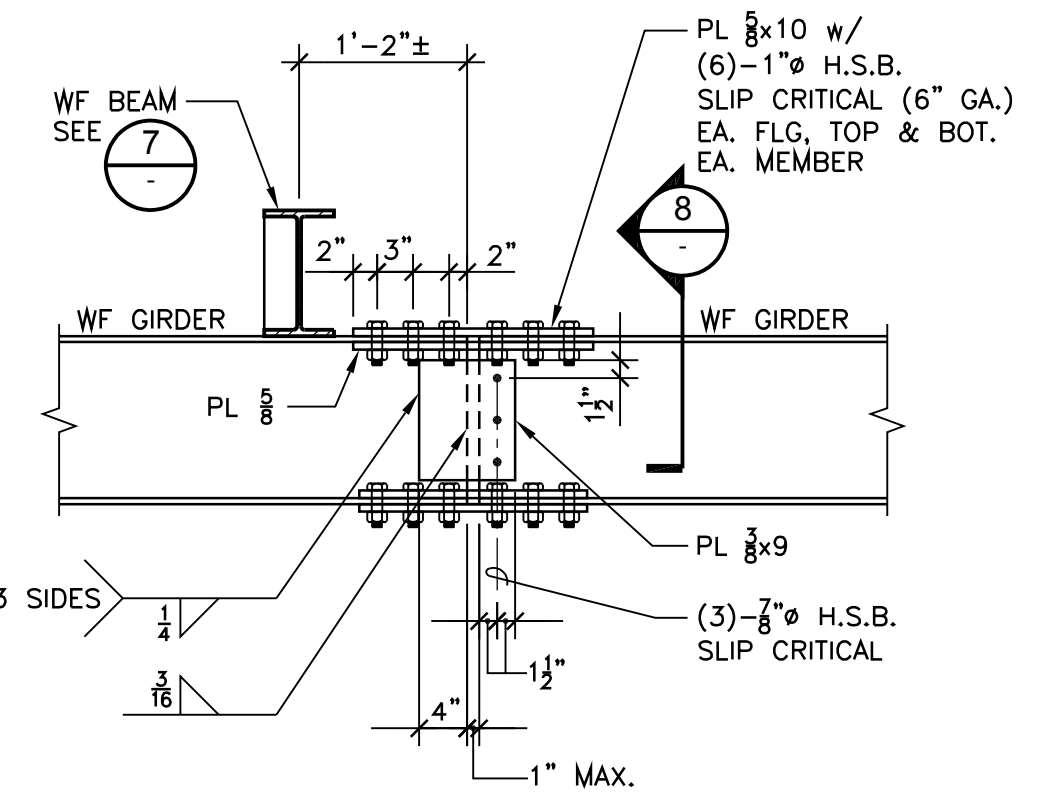 1'-2"±
PL 5/8x10 w/
(6)-1"ø H.S.B.
SLIP CRITICAL (6" GA.)
EA. FLG, TOP & BOT.
EA. MEMBER
WF BEAM
SEE
7
-
8
-
2"
3"
2"
WF GIRDER
WF GIRDER
PL 5/8
1 1/2"
PL 3/8x9
3 SIDES
1/4
(3)-7/8"ø H.S.B.
SLIP CRITICAL
3/16
1 1/2"
4"
1" MAX.